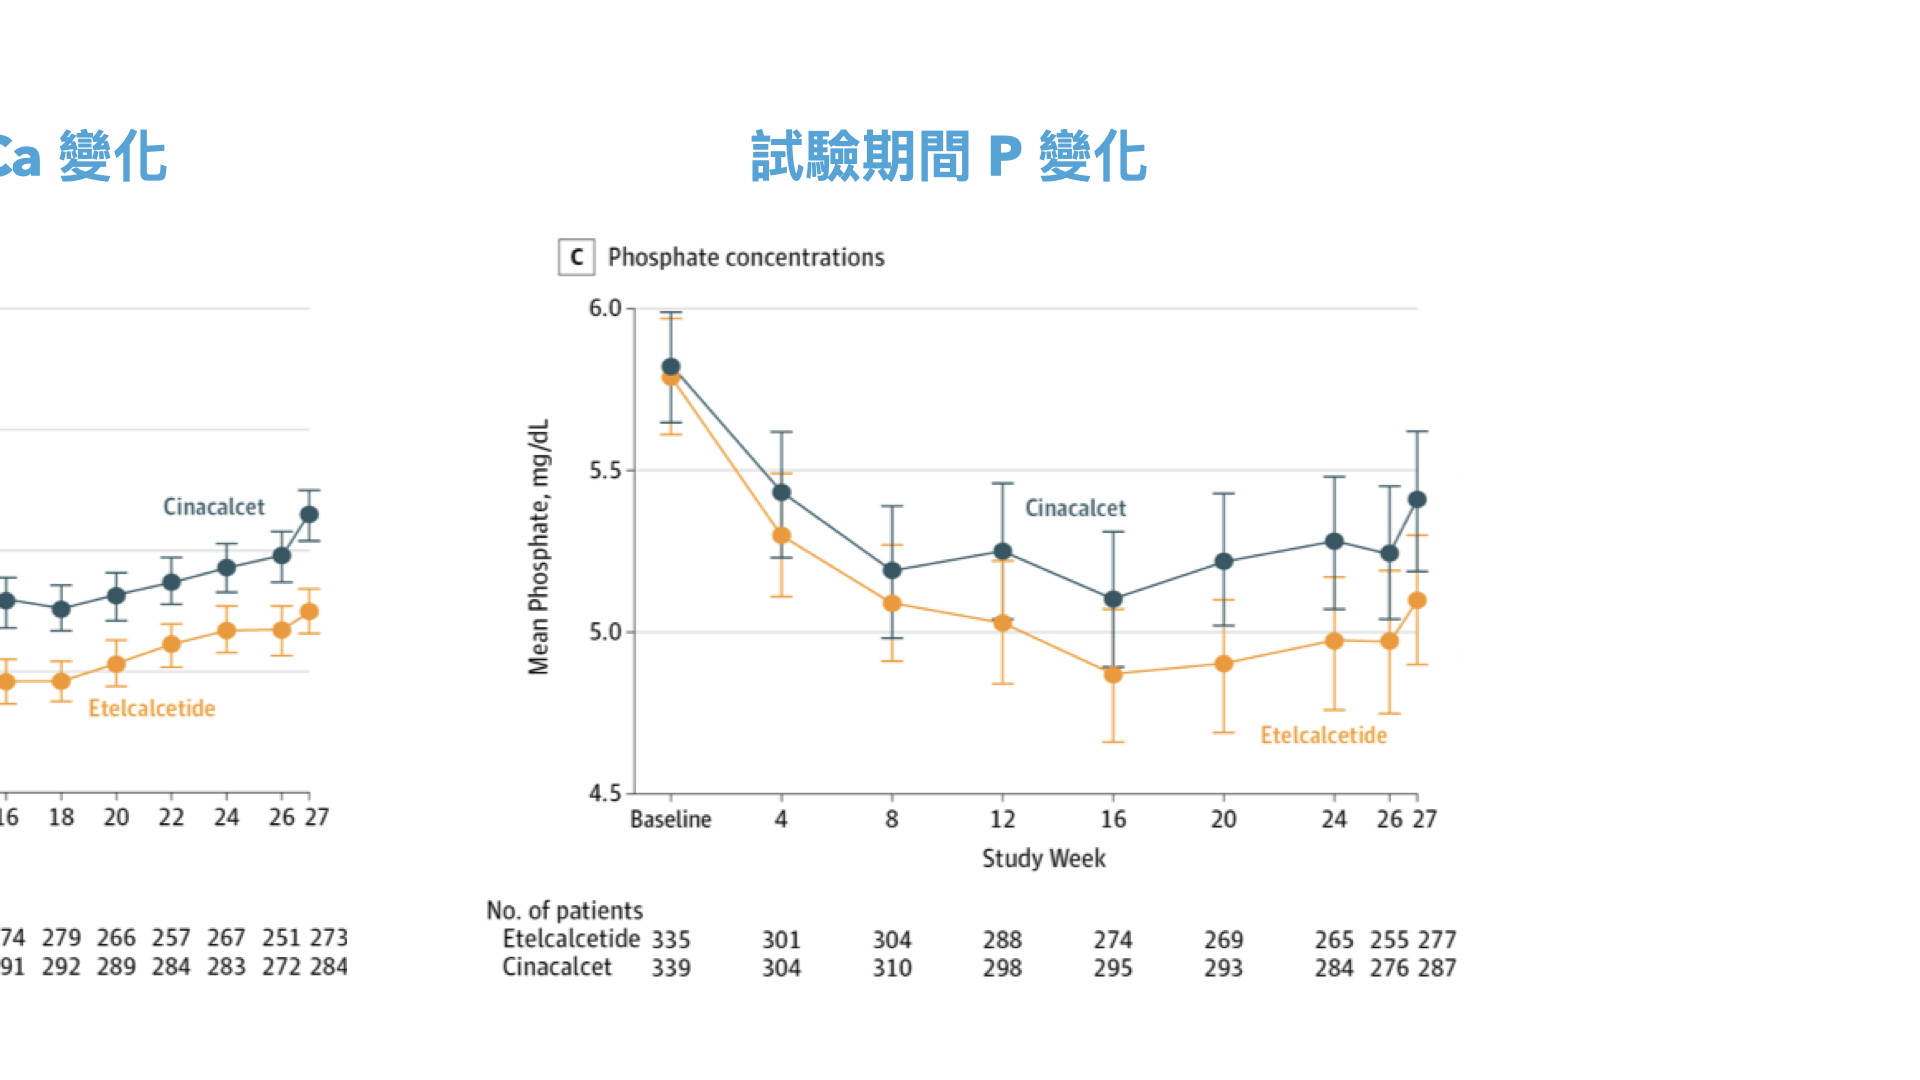 Ca 變化
Cinacalcet
Etelcalcetide
16 18 20 22 24 26 27
74 279 266 257 267 251 273
91 292 289 284 283 272 284
試驗期間 P 變化
C Phosphate concentrations
6.0
5.5
5.0
4.5
Mean Phosphate, mg/dL
Cinacalcet
Etelcalcetide
Baseline 4 8 12 16 20 24 26 27
Study Week
No. of patients
Etelcalcetide 335 301 304 288 274 269 265 255 277
Cinacalcet 339 304 310 298 295 293 284 276 287